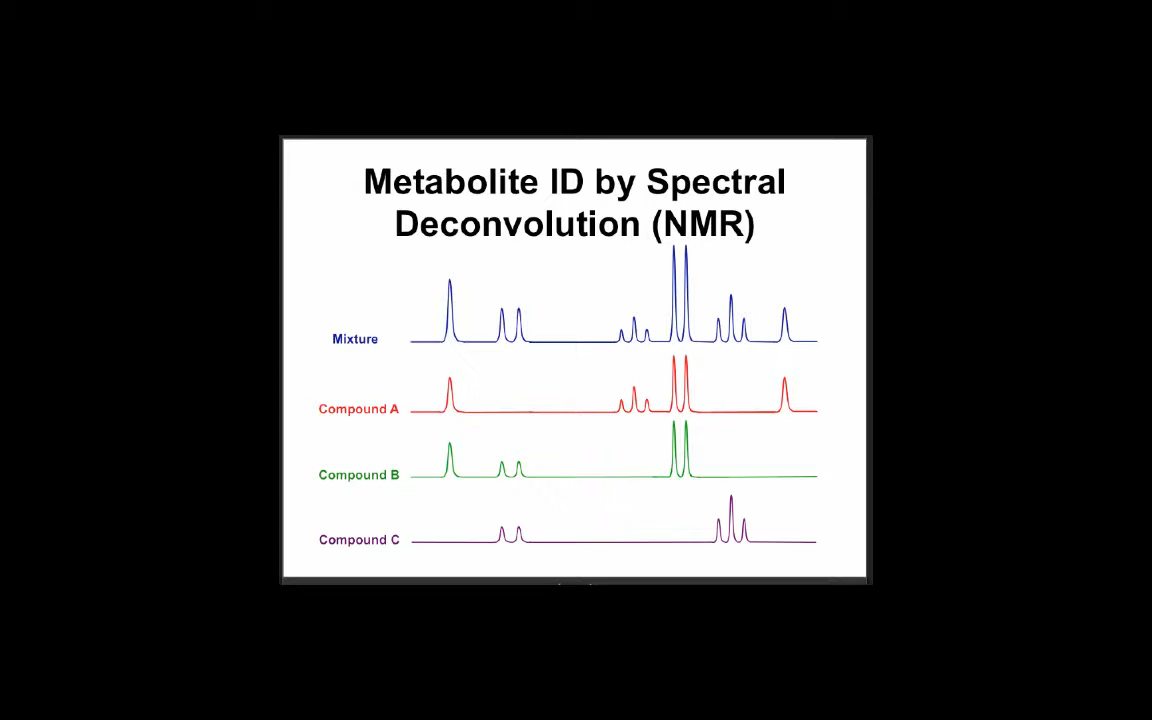 Metabolite ID by Spectral
Deconvolution (NMR)
Mixture
Compound A
Compound B
Compound C